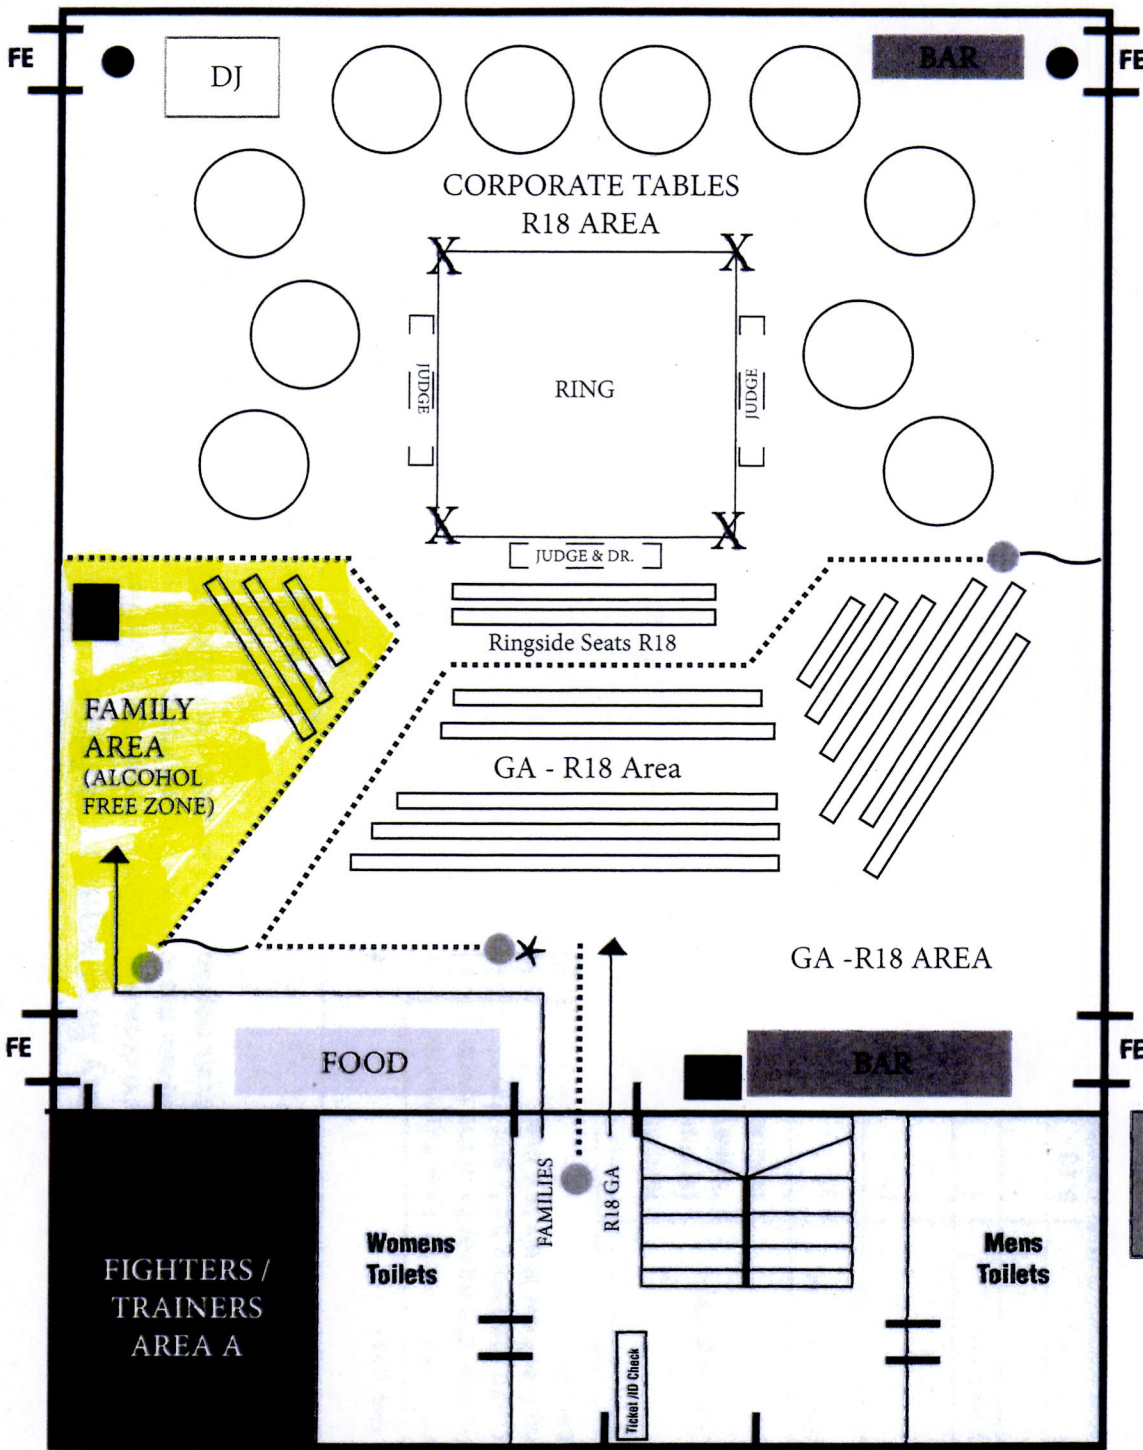 FE
DJ
BAR
FE
CORPORATE TABLES
R18 AREA
X
X
JUDGE
RING
JUDGE
X
X
JUDGE & DR.
Ringside Seats R18
FAMILY
AREA
(ALCOHOL
FREE ZONE)
GA - R18 Area
GA -R18 AREA
FE
FOOD
BAR
FE
FAMILIES
R18 GA
Womens
Toilets
Mens
Toilets
FIGHTERS /
TRAINERS
AREA A
Ticket /ID Check